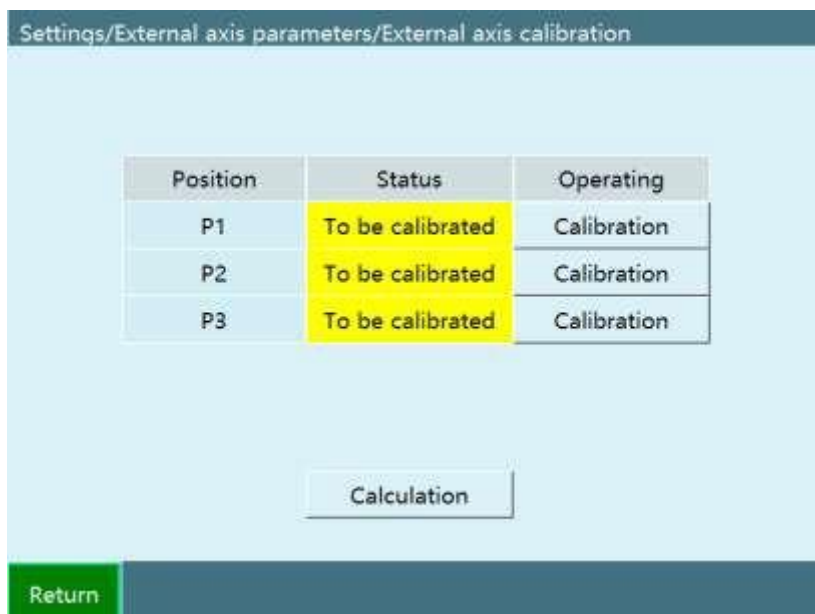 Settings/External axis parameters/External axis calibration
Position Status Operating
P1 To be calibrated Calibration
P2 To be calibrated Calibration
P3 To be calibrated Calibration
Calculation
Return